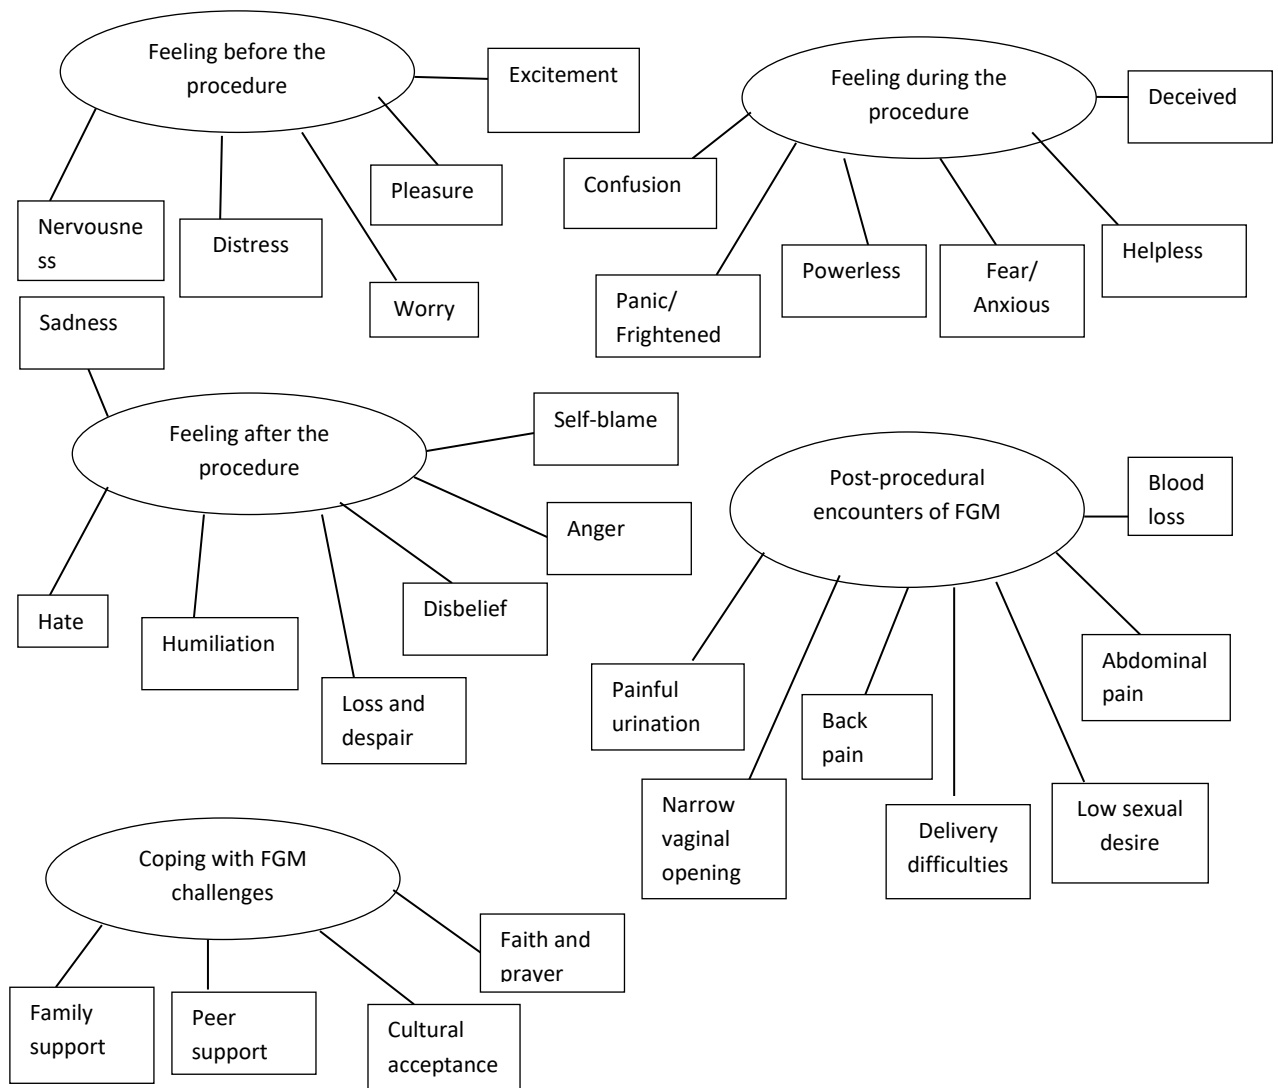 Feeling before the
procedure
Excitement
Pleasure
Nervousne
ss
Distress
Worry
Feeling during the
procedure
Deceived
Confusion
Panic/
Frightened
Powerless
Fear/
Anxious
Helpless
Sadness
Feeling after the
procedure
Self-blame
Anger
Disbelief
Hate
Humiliation
Loss and
despair
Post-procedural
encounters of FGM
Blood
loss
Abdominal
pain
Painful
urination
Narrow
vaginal
opening
Back
pain
Delivery
difficulties
Low sexual
desire
Coping with FGM
challenges
Faith and
prayer
Family
support
Peer
support
Cultural
acceptance